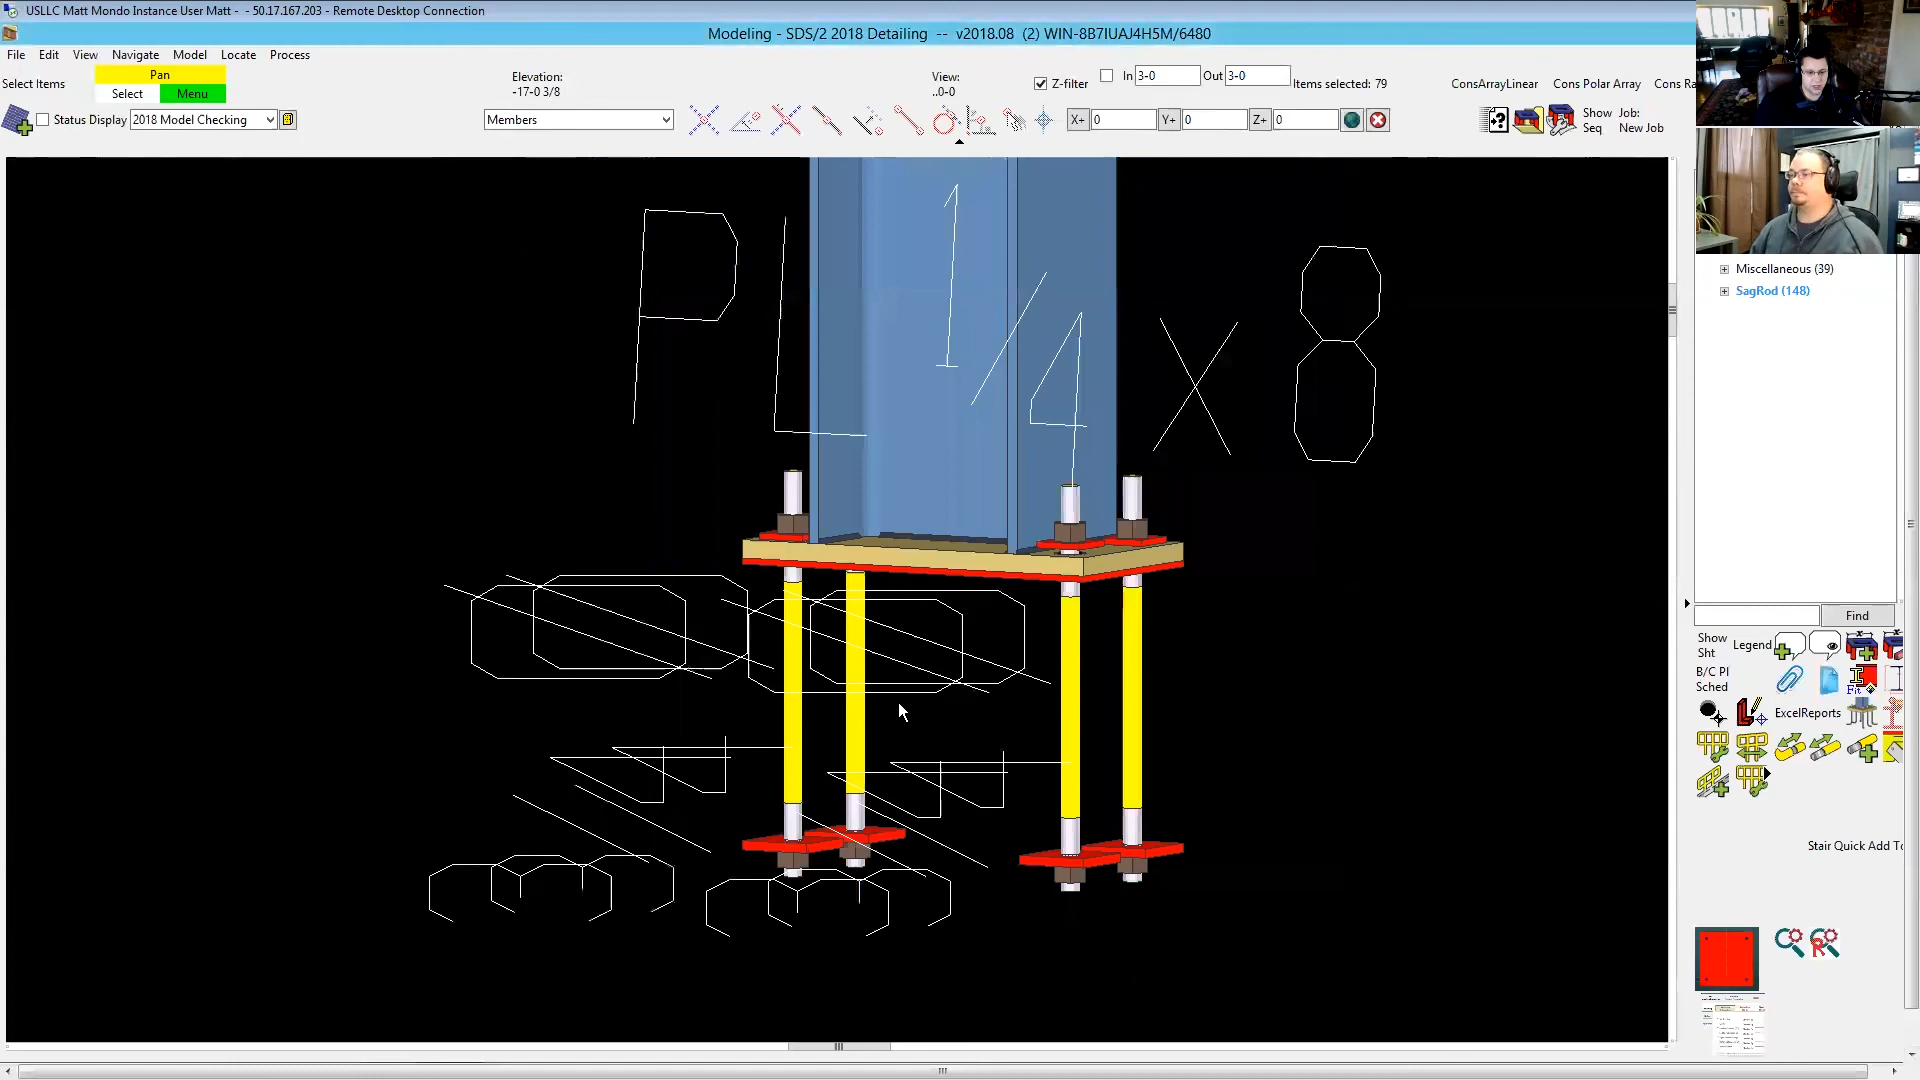 USLLC Matt Mondo Instance User Matt - - 50.17.167.203 - Remote Desktop Connection
Modeling - SDS/2 2018 Detailing -- v2018.08 (2) WIN-8B7IUAJ4H5M/6480
File Edit View Navigate Model Locate Process
Select Items
Pan
Select Menu
Elevation:
-17-0 3/8
View:
..0-0
Z-filter
In 3-0 Out 3-0
Items selected: 79
ConsArrayLinear Cons Polar Array Cons Ra
Status Display 2018 Model Checking
Members
X+ 0 Y+ 0 Z+ 0
Show Seq
Job: New Job
PL 1/4 x 8
Miscellaneous (39)
SagRod (148)
Find
Show Sht
Legend
B/C Pl Sched
Fit
ExcelReports
Stair Quick Add To